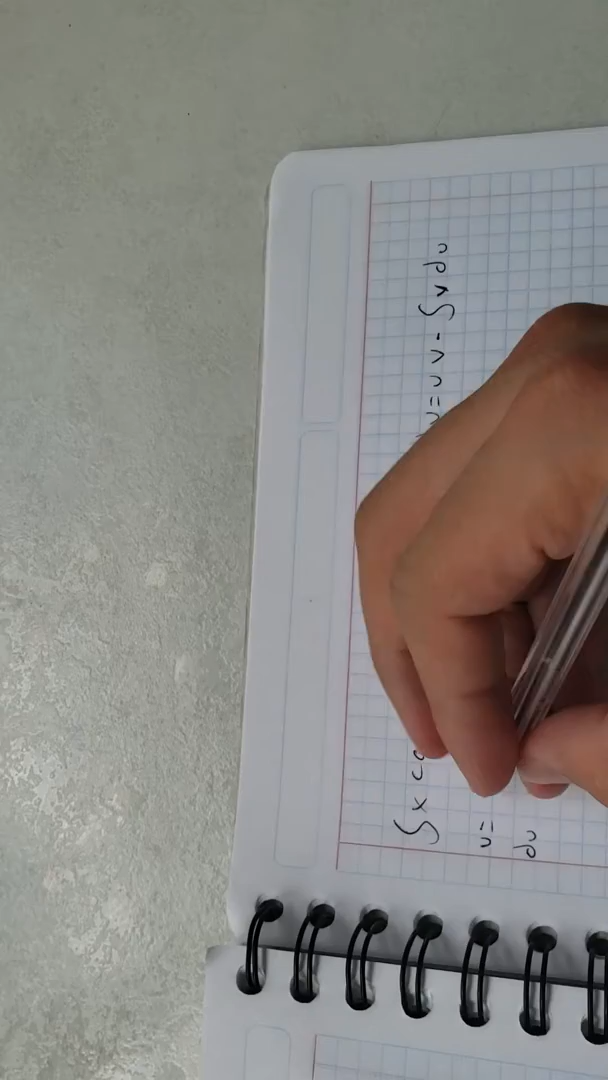 ∫x c
= uv - ∫v du
u=
du